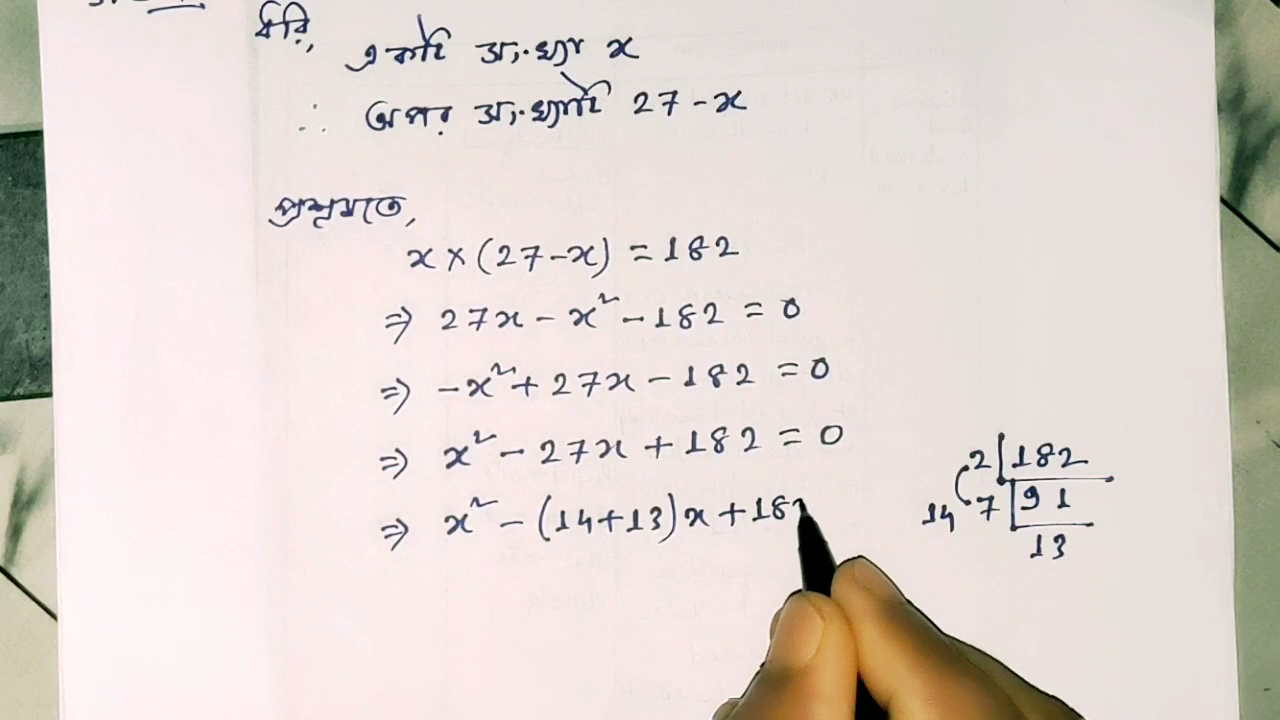 ধরি,
একটি সংখ্যা x
∴ অপর সংখ্যাটি 27 - x
প্রশ্নমতে,
x × (27 - x) = 182
⇒ 27x - x² - 182 = 0
⇒ -x² + 27x - 182 = 0
⇒ x² - 27x + 182 = 0
⇒ x² - (14+13)x + 182
2 | 182
14 7 | 91
13